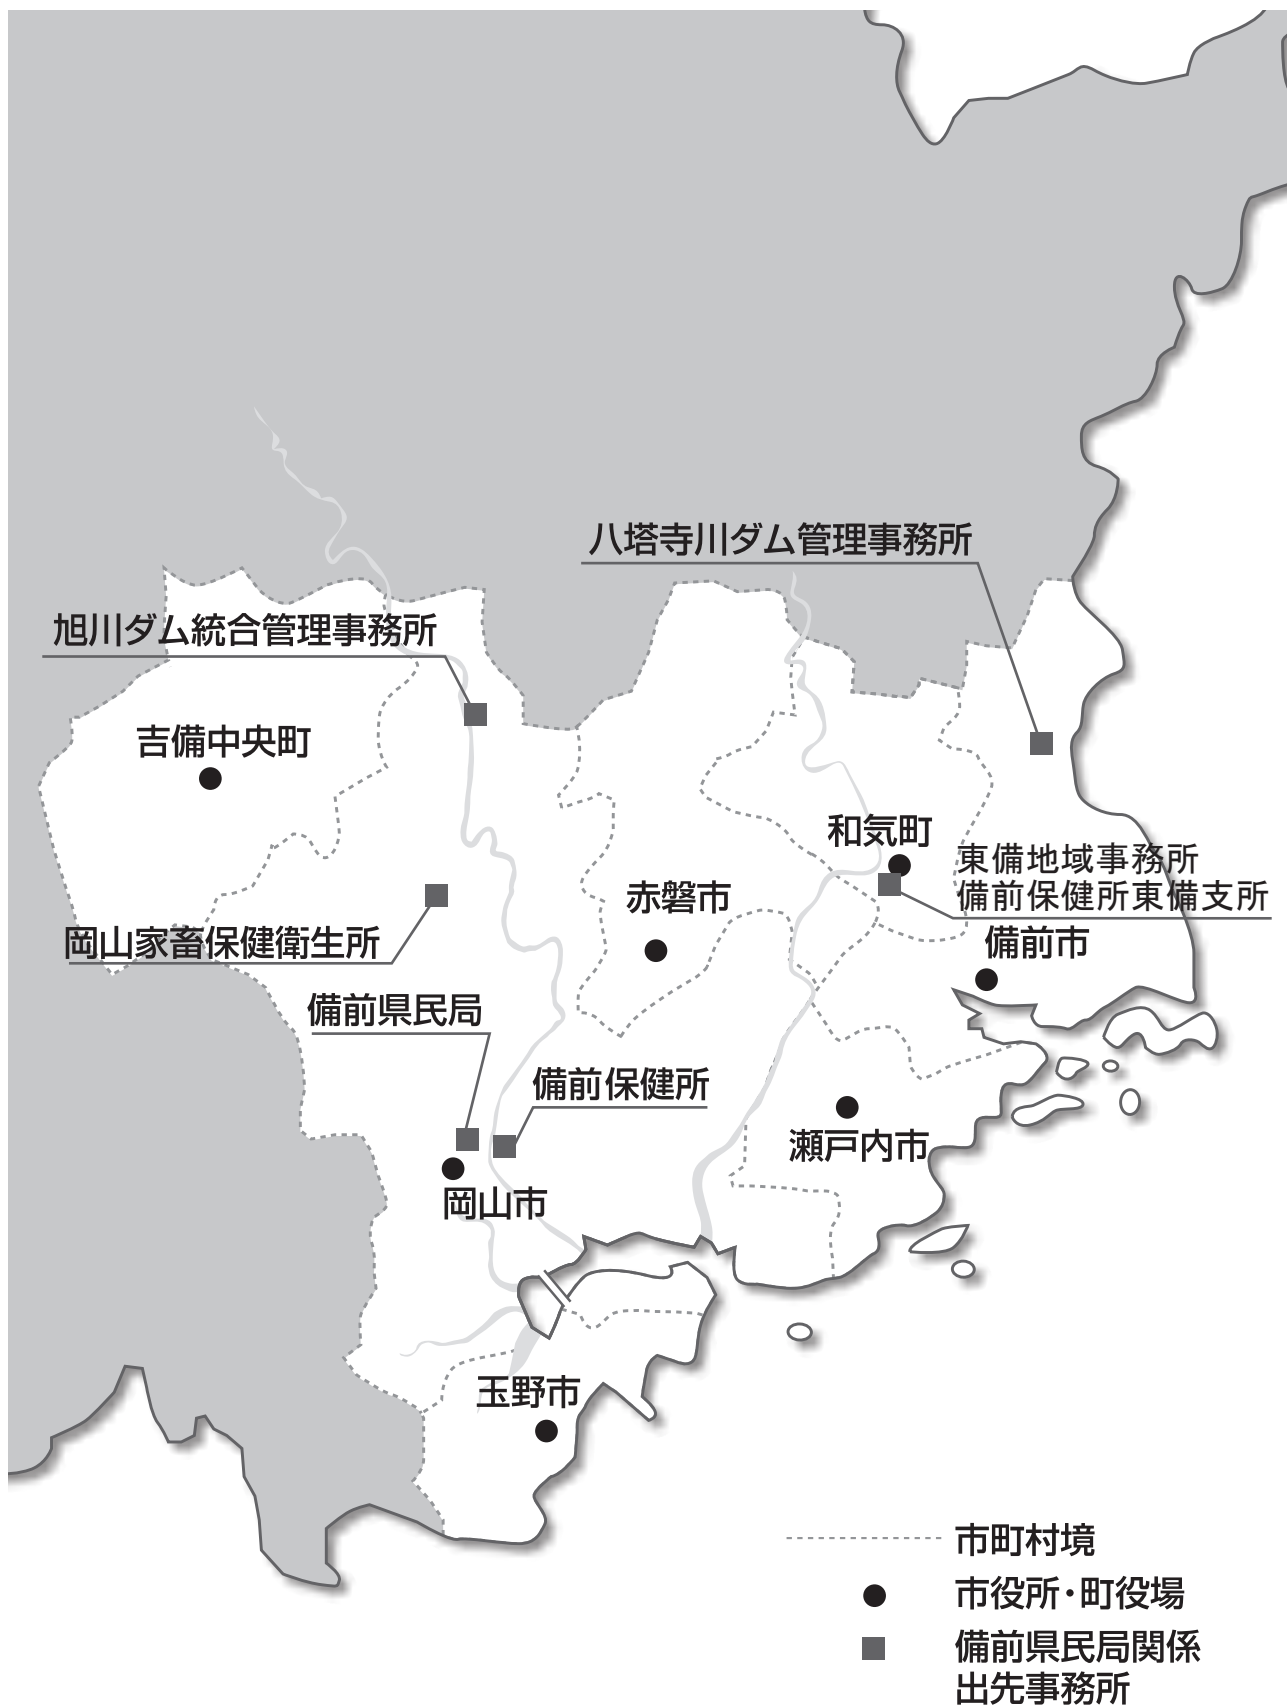 八塔寺川ダム管理事務所
旭川ダム統合管理事務所
吉備中央町
和気町
東備地域事務所
備前保健所東備支所
赤磐市
備前市
岡山家畜保健衛生所
備前県民局
備前保健所
瀬戸内市
岡山市
玉野市
市町村境
市役所・町役場
備前県民局関係
出先事務所